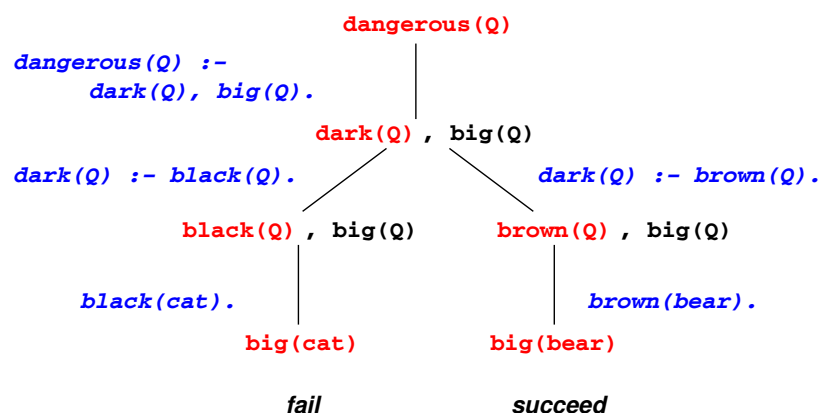 dangerous(Q)
dangerous(Q) :-
dark(Q), big(Q).
dark(Q) , big(Q)
dark(Q) :- black(Q).
dark(Q) :- brown(Q).
black(Q) , big(Q)
brown(Q) , big(Q)
black(cat).
brown(bear).
big(cat)
big(bear)
fail
succeed